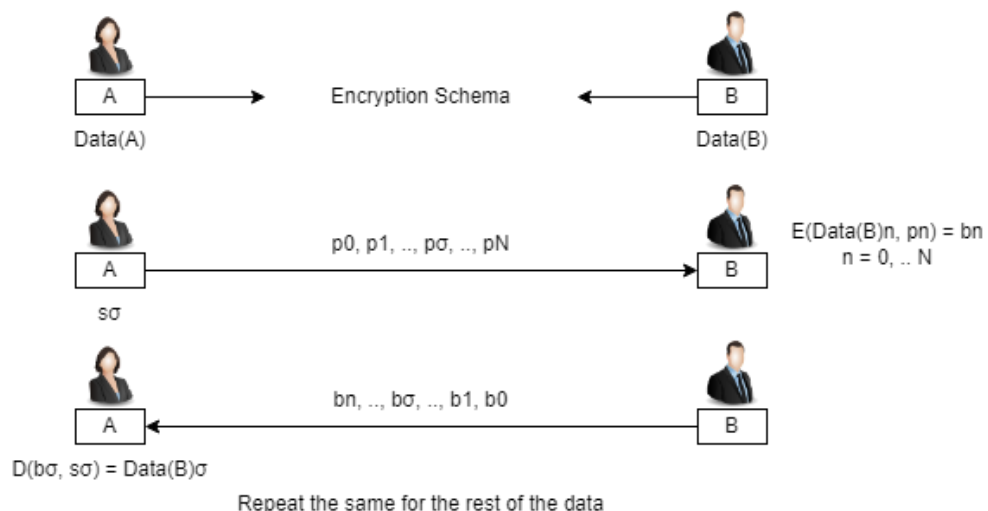 A
Encryption Schema
B
Data(A)
Data(B)
p0, p1, .., pσ, .., pN
E(Data(B)n, pn) = bn
n = 0, .. N
A
B
sσ
bn, .., bσ, .., b1, b0
A
B
D(bσ, sσ) = Data(B)σ
Repeat the same for the rest of the data